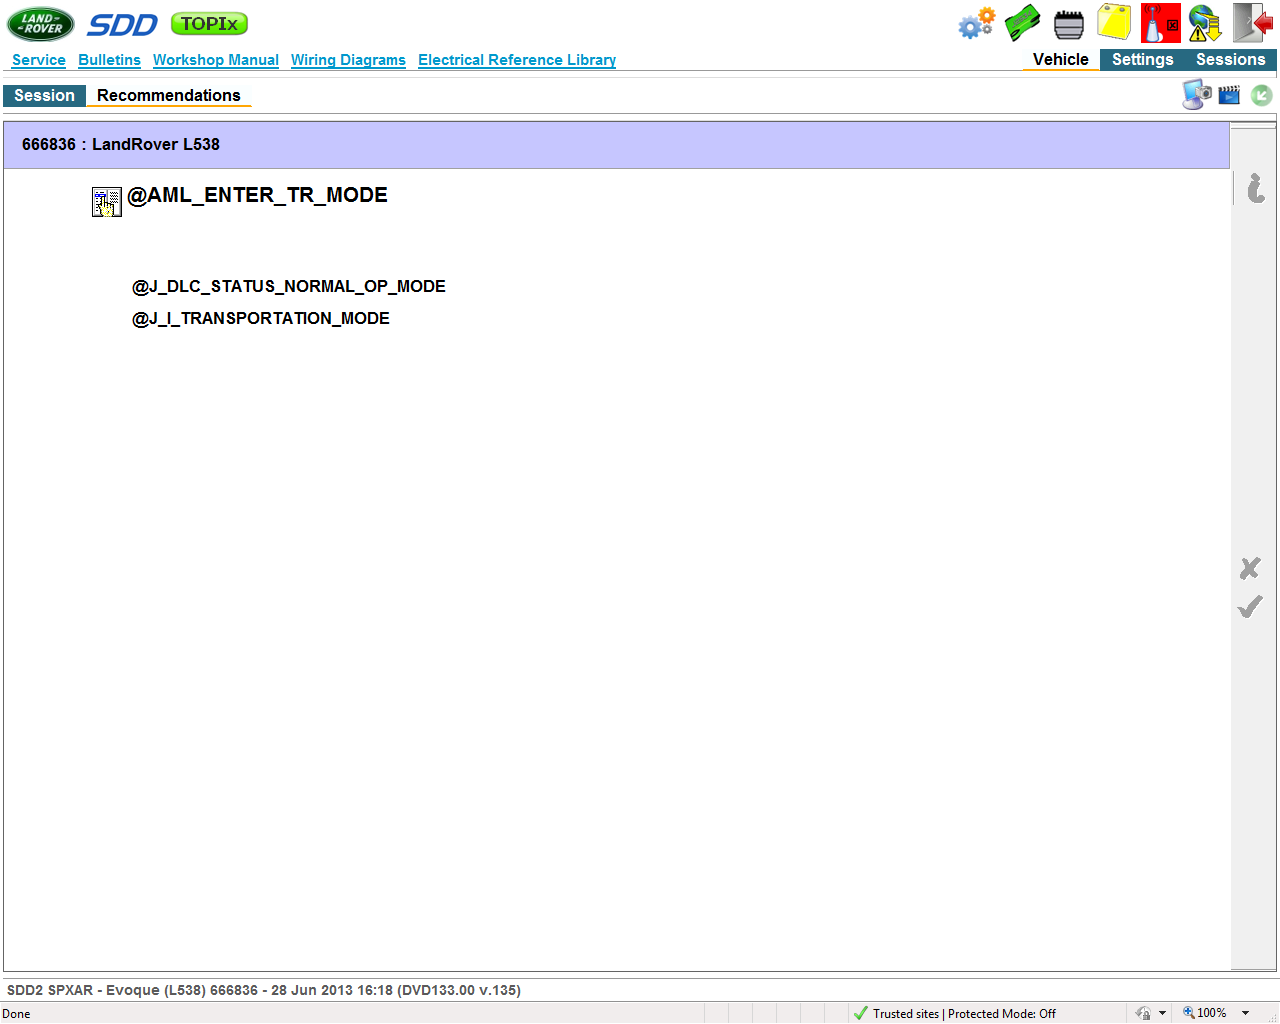 LAND-
-ROVER SDD TOPIx
Service Bulletins Workshop Manual Wiring Diagrams Electrical Reference Library Vehicle Settings Sessions
Session Recommendations
666836 : LandRover L538
@AML_ENTER_TR_MODE
@J_DLC_STATUS_NORMAL_OP_MODE
@J_I_TRANSPORTATION_MODE
SDD2 SPXAR - Evoque (L538) 666836 - 28 Jun 2013 16:18 (DVD133.00 v.135)
Done Trusted sites | Protected Mode: Off 100%